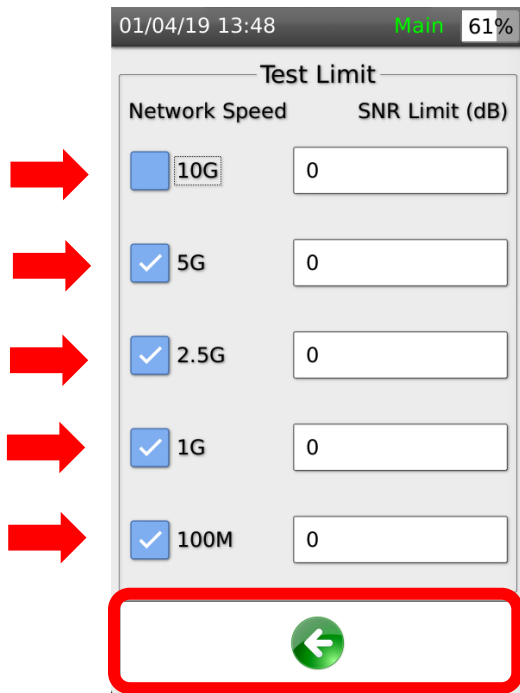 01/04/19 13:48 Main 61%
Test Limit
Network Speed SNR Limit (dB)
10G 0
5G 0
2.5G 0
1G 0
100M 0